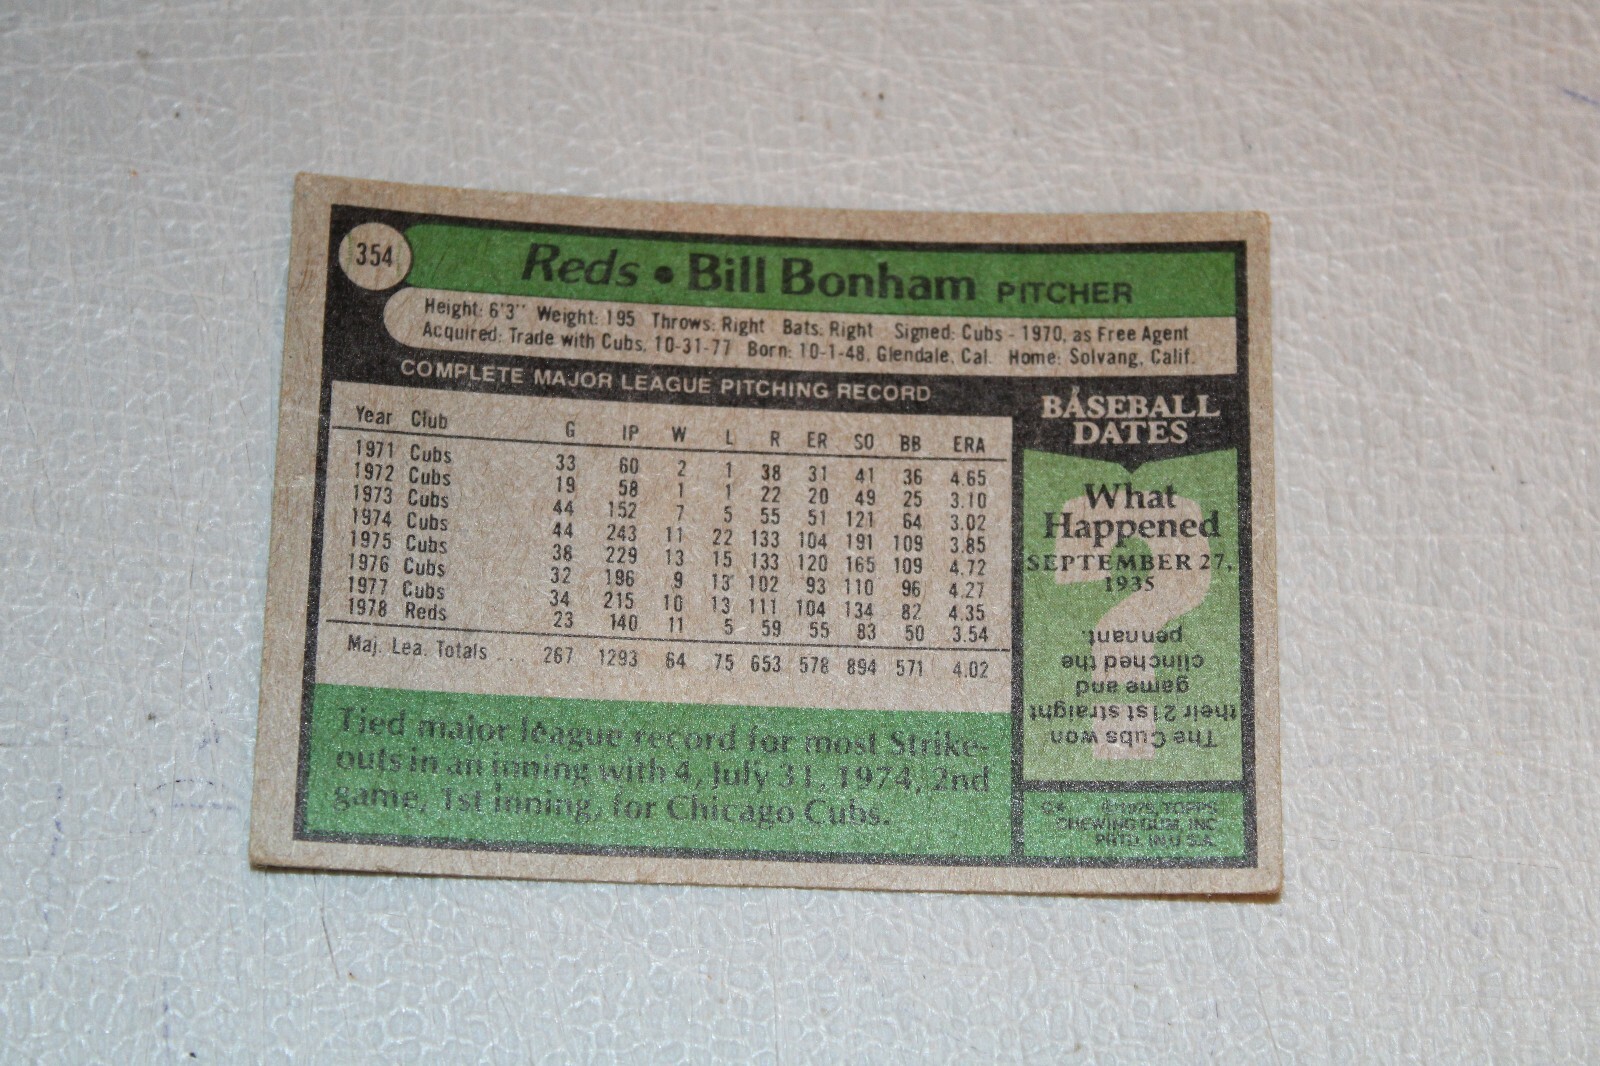 354
Reds • Bill Bonham PITCHER
Height: 6'3" Weight: 195 Throws: Right Bats: Right Signed: Cubs - 1970, as Free Agent
Acquired: Trade with Cubs, 10-31-77 Born: 10-1-48, Glendale, Cal. Home: Solvang, Calif.
COMPLETE MAJOR LEAGUE PITCHING RECORD
Year Club G IP W L R ER SO BB ERA
1971 Cubs 33 60 2 1 38 31 41 36 4.65
1972 Cubs 19 58 1 1 22 20 49 25 3.10
1973 Cubs 44 152 7 5 55 51 121 64 3.02
1974 Cubs 44 243 11 22 133 104 191 109 3.85
1975 Cubs 38 229 13 15 133 120 165 109 4.72
1976 Cubs 32 196 9 13 102 93 110 96 4.27
1977 Cubs 34 215 10 13 111 104 134 82 4.35
1978 Reds 23 140 11 5 59 55 83 50 3.54
Maj. Lea. Totals .... 267 1293 64 75 653 578 894 571 4.02
Tied major league record for most Strike-
outs in an inning with 4, July 31, 1974, 2nd
game, 1st inning, for Chicago Cubs.
BASEBALL
DATES
What
Happened
SEPTEMBER 27,
1935
?
The Cubs won
their 21st straight
game and
clinched the
pennant.
TOPPS
CHEWING GUM, INC.
PRTD. IN U.S.A.